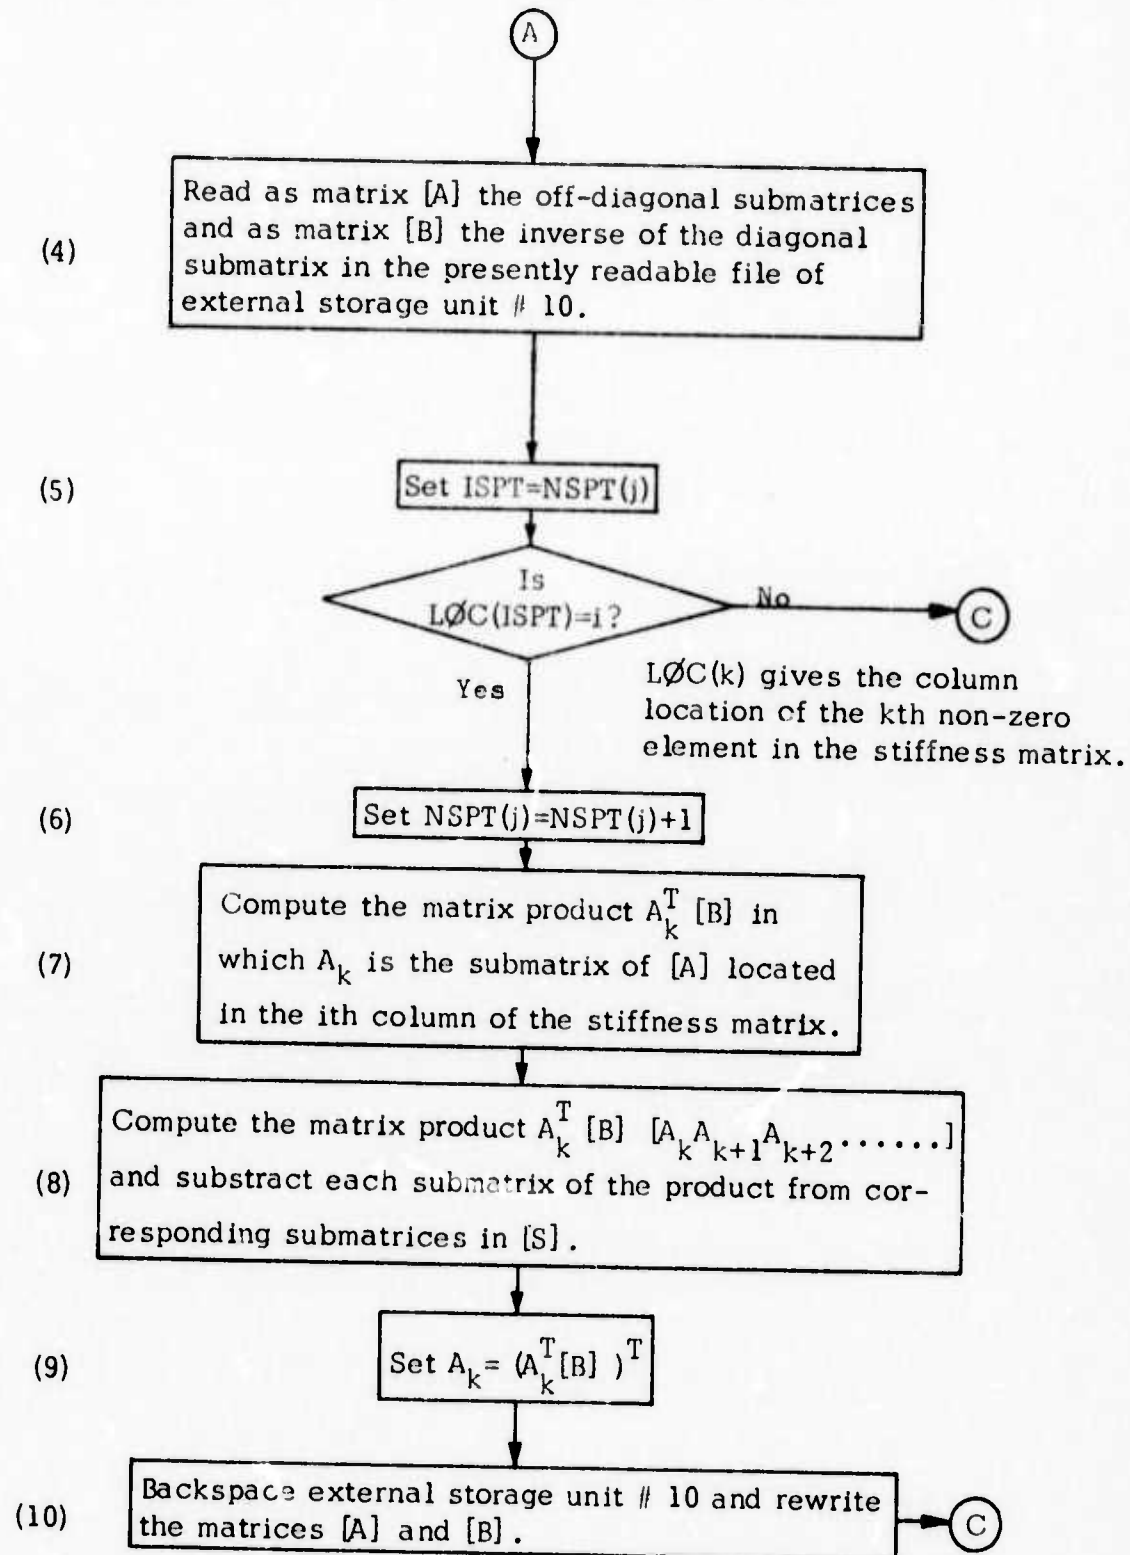 A
(4)
Read as matrix [A] the off-diagonal submatrices
and as matrix [B] the inverse of the diagonal
submatrix in the presently readable file of
external storage unit # 10.
(5)
Set ISPT=NSPT(j)
Is
LØC(ISPT)=i?
No
C
Yes
LØC(k) gives the column
location of the kth non-zero
element in the stiffness matrix.
(6)
Set NSPT(j)=NSPT(j)+1
(7)
Compute the matrix product A_k^T [B] in
which A_k is the submatrix of [A] located
in the ith column of the stiffness matrix.
(8)
Compute the matrix product A_k^T [B] [A_k A_{k+1} A_{k+2} ......]
and substract each submatrix of the product from cor-
responding submatrices in [S].
(9)
Set A_k = (A_k^T [B] )^T
(10)
Backspace external storage unit # 10 and rewrite
the matrices [A] and [B].
C